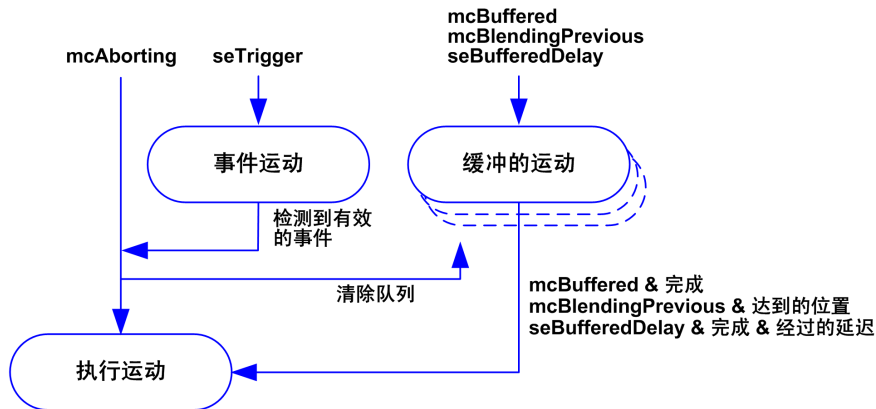 mcBuffered
mcBlendingPrevious
seBufferedDelay
mcAborting
seTrigger
事件运动
缓冲的运动
检测到有效
的事件
清除队列
mcBuffered & 完成
mcBlendingPrevious & 达到的位置
seBufferedDelay & 完成 & 经过的延迟
执行运动